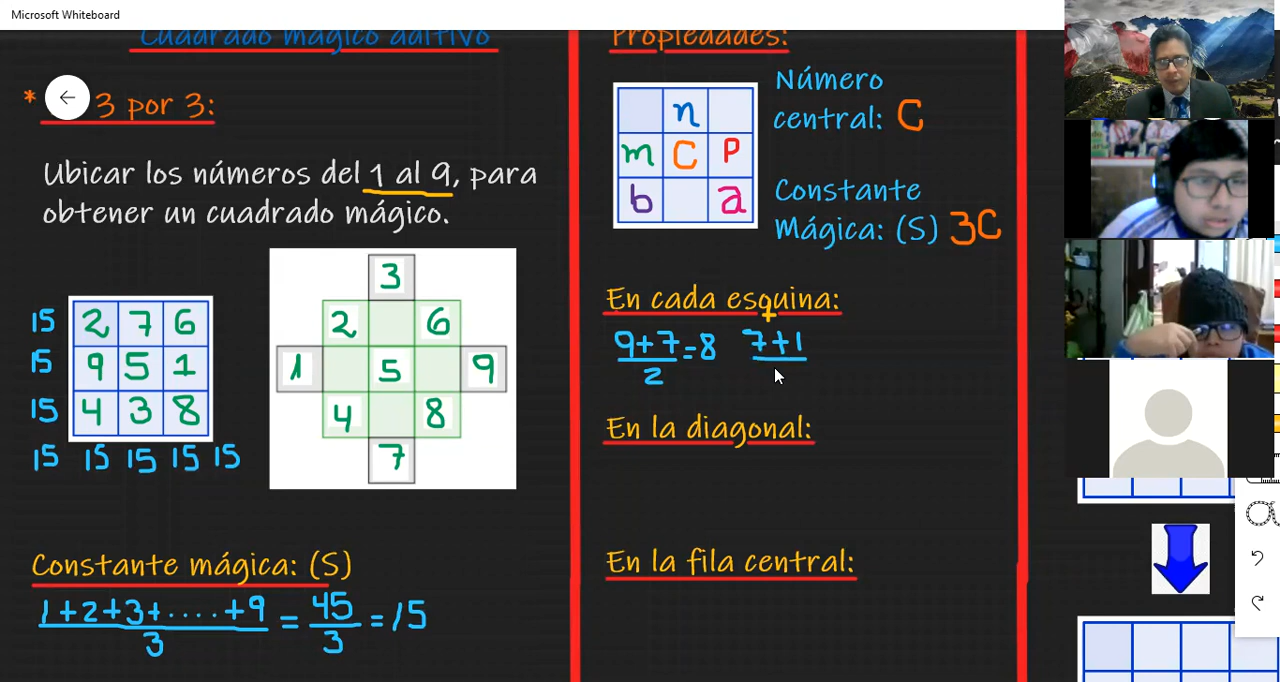 Microsoft Whiteboard
Cuadrado mágico aditivo
* 3 por 3:
Ubicar los números del 1 al 9, para
obtener un cuadrado mágico.
15 2 7 6
15 9 5 1
15 4 3 8
15 15 15 15 15
3
2 6
1 5 9
4 8
7
Constante mágica: (S)
1+2+3+....+9 = 45 = 15
3 3
Propiedades:
n
m C p
b a
Número
central: C
Constante
Mágica: (S) 3C
En cada esquina:
9+7 = 8 7+1
2
En la diagonal:
En la fila central: